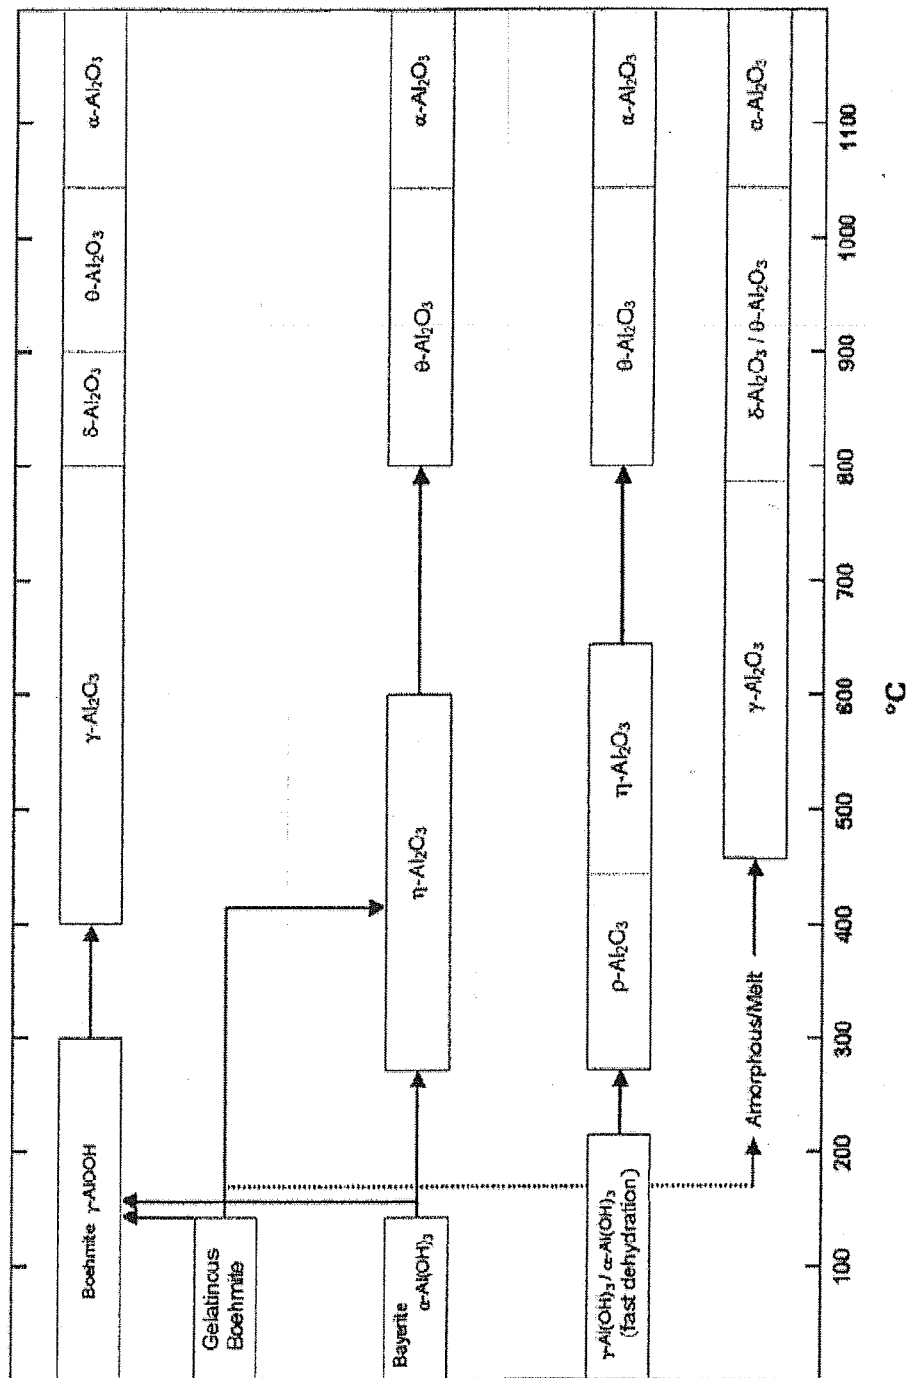 Boehmite γ-AlOOH
γ-Al₂O₃
δ-Al₂O₃
θ-Al₂O₃
α-Al₂O₃
Gelatinous
Boehmite
Bayerite
α-Al(OH)₃
η-Al₂O₃
θ-Al₂O₃
α-Al₂O₃
γ-Al(OH)₃ / α-Al(OH)₃
(fast dehydration)
ρ-Al₂O₃
η-Al₂O₃
θ-Al₂O₃
α-Al₂O₃
Amorphous/Melt
γ-Al₂O₃
δ-Al₂O₃ / θ-Al₂O₃
α-Al₂O₃
100
200
300
400
500
600
700
800
900
1000
1100
°C